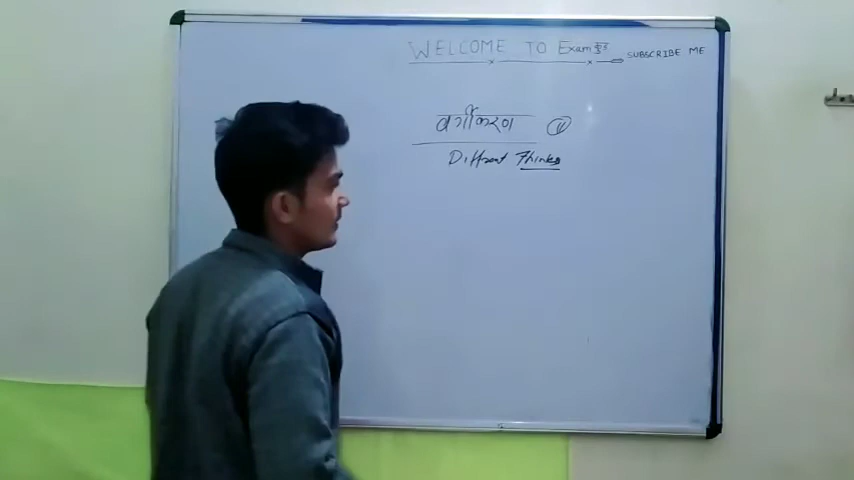 WELCOME TO Exam SUBSCRIBE ME
वर्गीकरण
Different Thinks